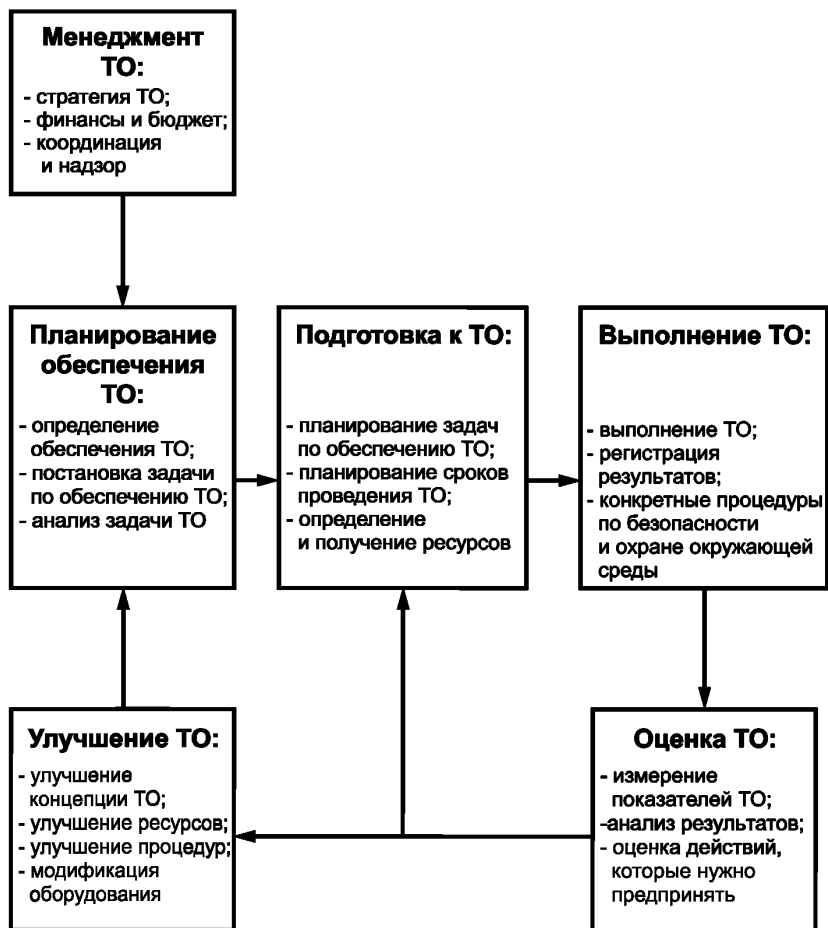 Менеджмент
ТО:
- стратегия ТО;
- финансы и бюджет;
- координация
и надзор
Планирование
обеспечения
ТО:
- определение
обеспечения ТО;
- постановка задачи
по обеспечению ТО;
- анализ задачи ТО
Подготовка к ТО:
- планирование задач
по обеспечению ТО;
- планирование сроков
проведения ТО;
- определение
и получение ресурсов
Выполнение ТО:
- выполнение ТО;
- регистрация
результатов;
- конкретные процедуры
по безопасности
и охране окружающей
среды
Улучшение ТО:
- улучшение
концепции ТО;
- улучшение ресурсов;
- улучшение процедур;
- модификация
оборудования
Оценка ТО:
- измерение
показателей ТО;
-анализ результатов;
- оценка действий,
которые нужно
предпринять